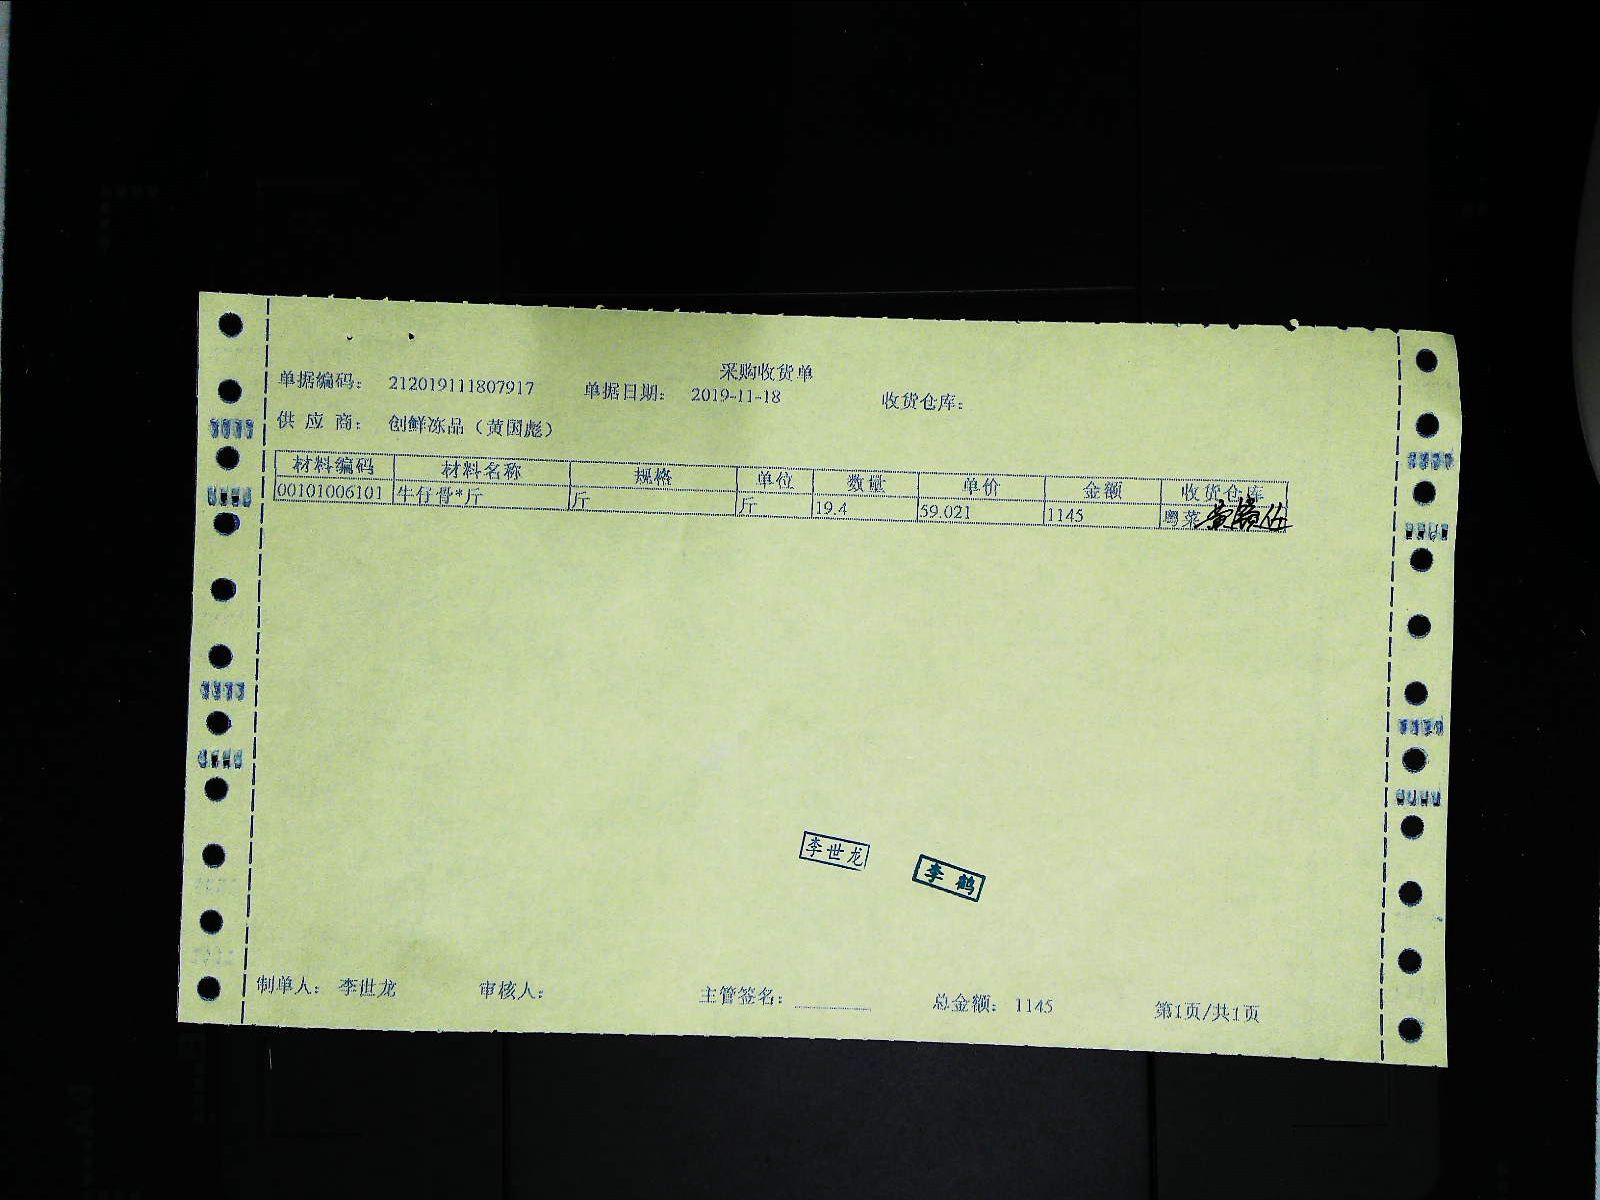 采购收货单
单据编码： 212019111807917 单据日期： 2019-11-18 收货仓库：
供 应 商： 创鲜冻品（黄国彪）
材料编码 材料名称 规格 单位 数量 单价 金额 收货仓库
00101006101 牛仔骨*斤 斤 斤 19.4 59.021 1145 粤菜
李世龙
李鹤
制单人： 李世龙 审核人： 主管签名： 总金额： 1145 第1页/共1页